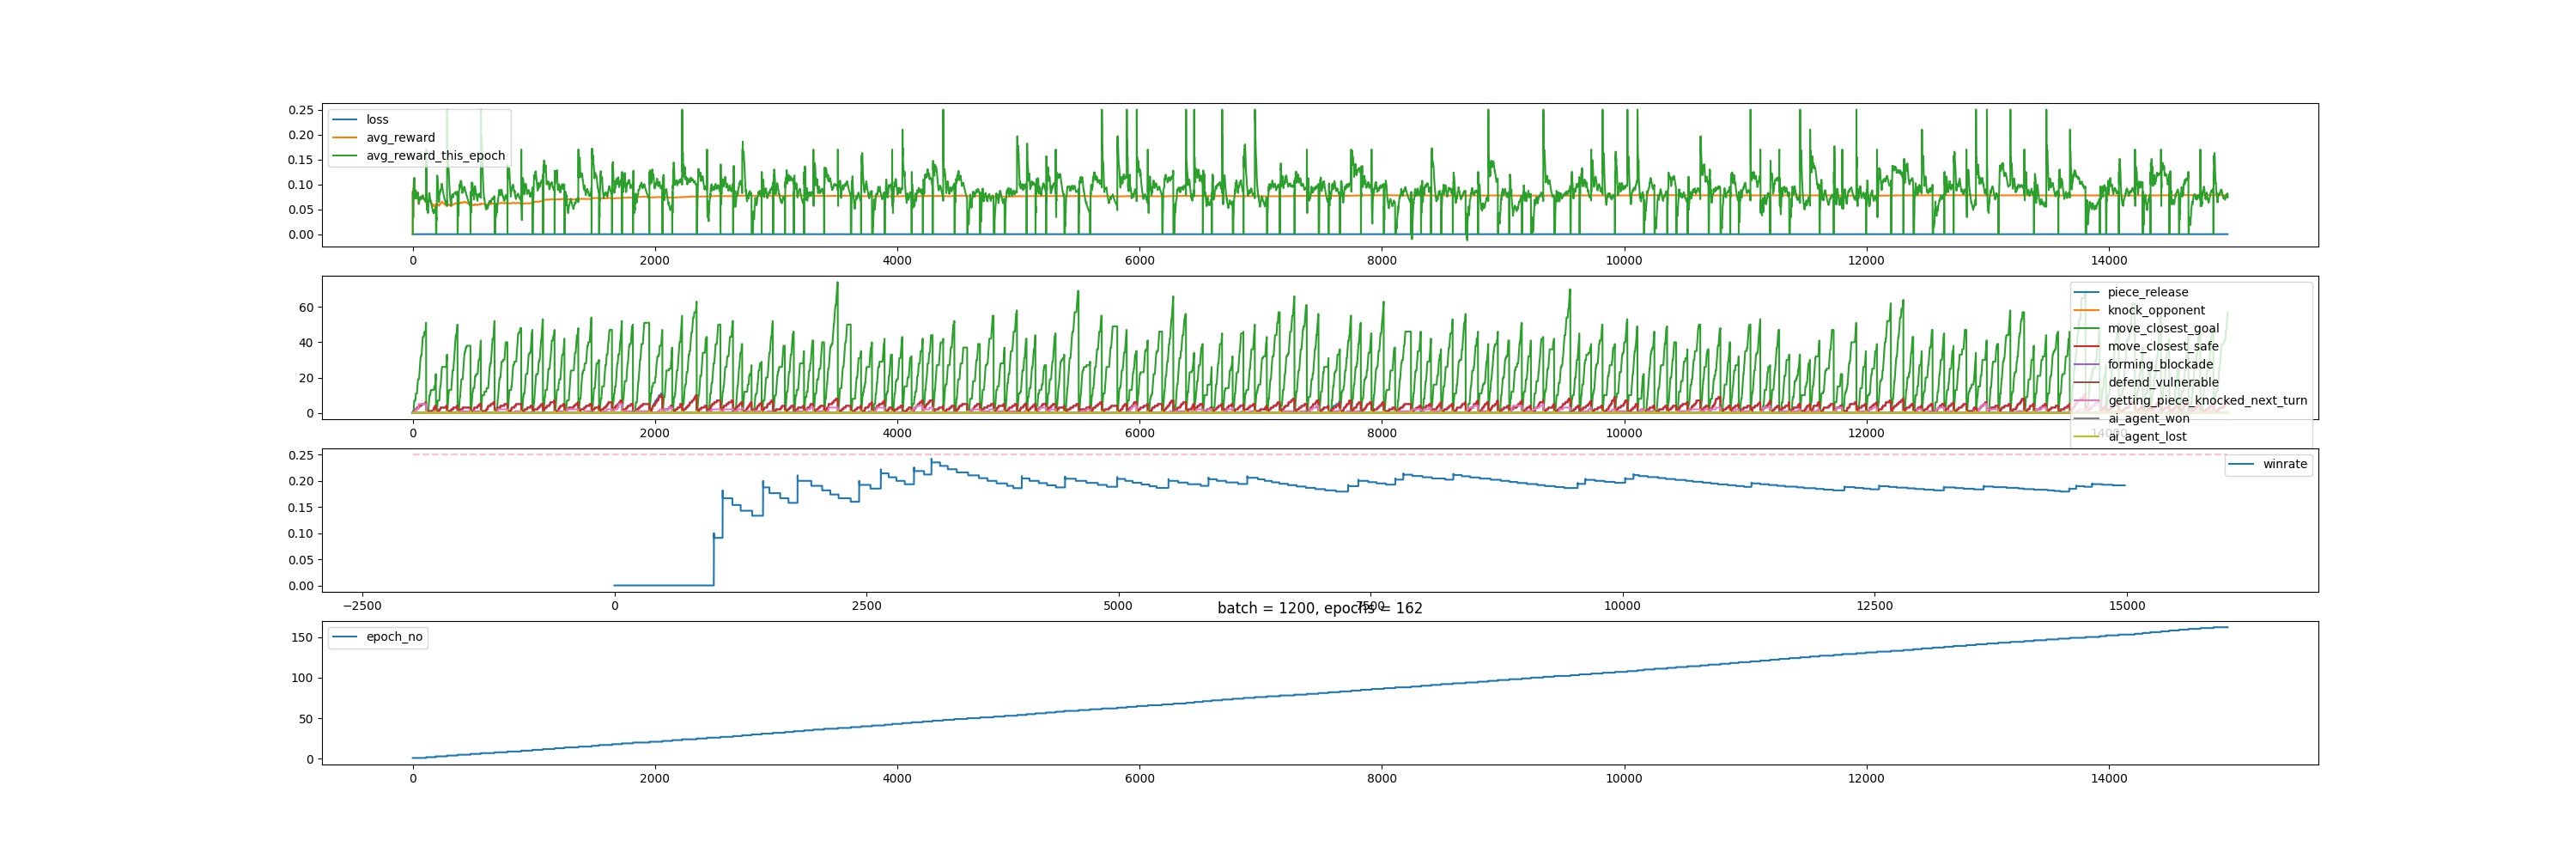 0.25
0.20
0.15
0.10
0.05
0.00
loss
avg_reward
avg_reward_this_epoch
0 2000 4000 6000 8000 10000 12000 14000
60
40
20
0
piece_release
knock_opponent
move_closest_goal
move_closest_safe
forming_blockade
defend_vulnerable
getting_piece_knocked_next_turn
ai_agent_won
ai_agent_lost
0 2000 4000 6000 8000 10000 12000 14000
0.25
0.20
0.15
0.10
0.05
0.00
winrate
−2500 0 2500 5000 7500 10000 12500 15000
batch = 1200, epochs = 162
150
100
50
0
epoch_no
0 2000 4000 6000 8000 10000 12000 14000